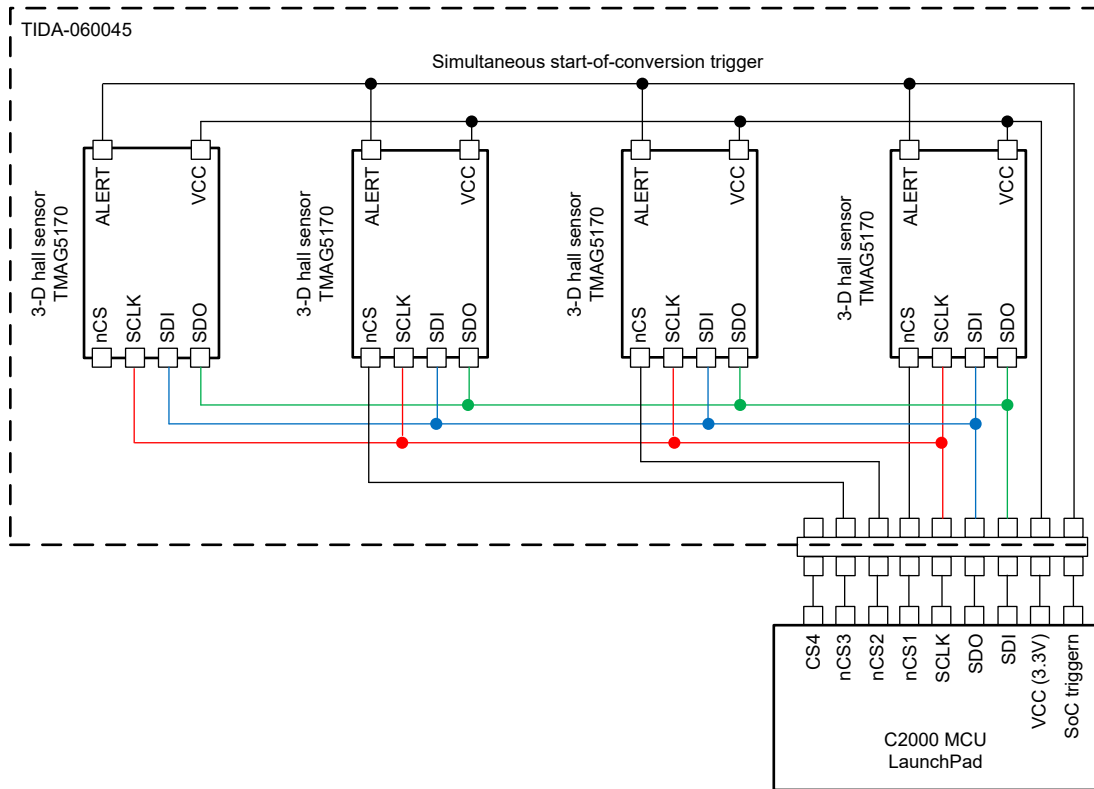 TIDA-060045
Simultaneous start-of-conversion trigger
3-D hall sensor
TMAG5170
ALERT
VCC
nCS
SCLK
SDI
SDO
3-D hall sensor
TMAG5170
ALERT
VCC
nCS
SCLK
SDI
SDO
3-D hall sensor
TMAG5170
ALERT
VCC
nCS
SCLK
SDI
SDO
3-D hall sensor
TMAG5170
ALERT
VCC
nCS
SCLK
SDI
SDO
CS4
nCS3
nCS2
nCS1
SCLK
SDO
SDI
VCC (3.3V)
SoC triggern
C2000 MCU
LaunchPad